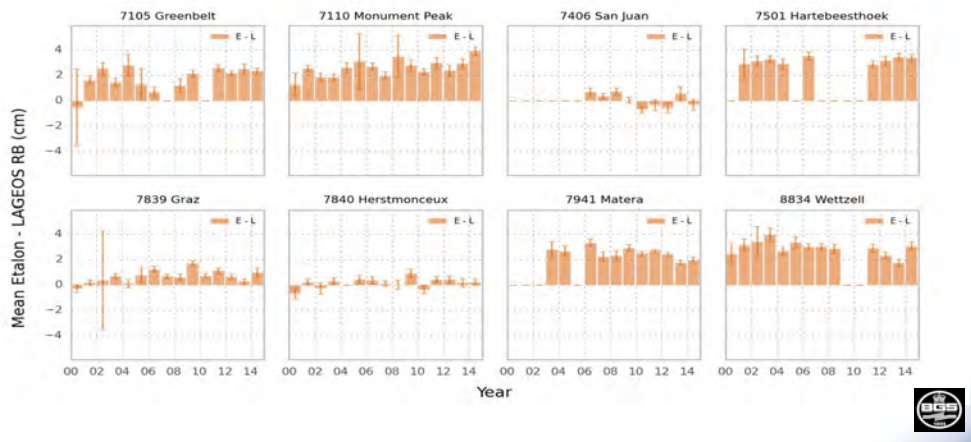 7105 Greenbelt
7110 Monument Peak
7406 San Juan
7501 Hartebeesthoek
E - L
E - L
E - L
E - L
4
2
0
−2
−4
Mean Etalon - LAGEOS RB (cm)
7839 Graz
7840 Herstmonceux
7941 Matera
8834 Wettzell
E - L
E - L
E - L
E - L
4
2
0
−2
−4
00 02 04 06 08 10 12 14
00 02 04 06 08 10 12 14
00 02 04 06 08 10 12 14
00 02 04 06 08 10 12 14
Year
BGS